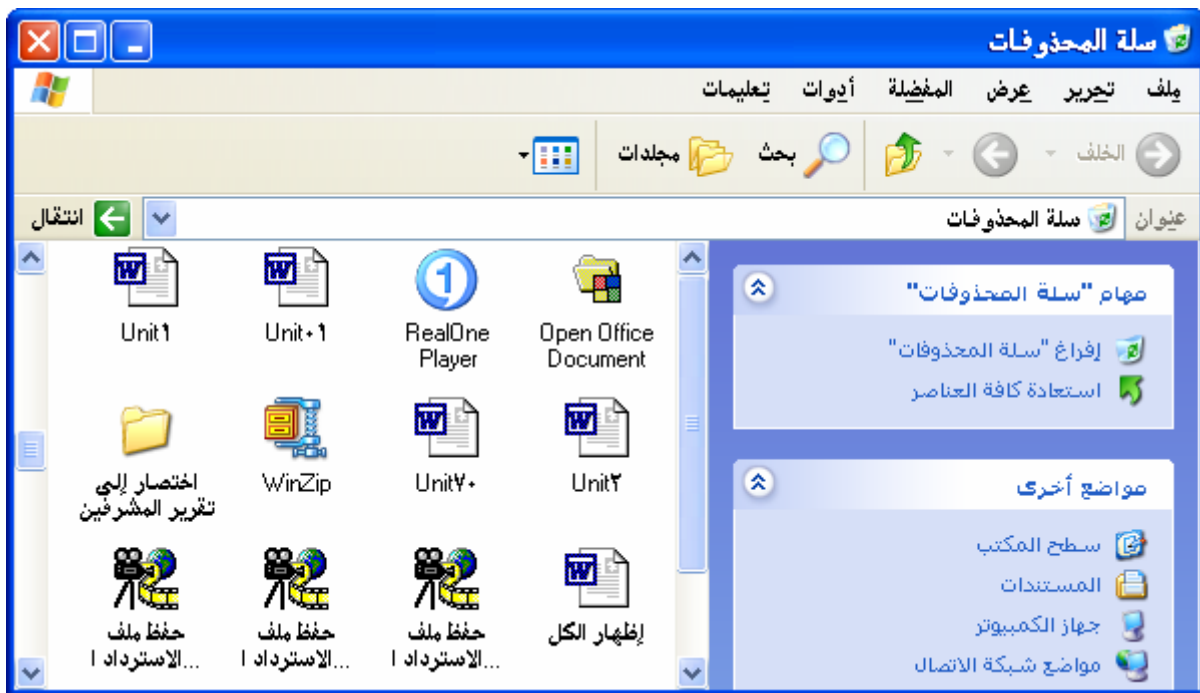 سلة المحذوفات
ملف تحرير عرض المفضلة أدوات تعليمات
الخلف بحث مجلدات
عنوان سلة المحذوفات انتقال
مهام "سلة المحذوفات"
إفراغ "سلة المحذوفات"
استعادة كافة العناصر
مواضع أخرى
سطح المكتب
المستندات
جهاز الكمبيوتر
مواضع شبكة الاتصال
Open Office
Document
RealOne
Player
Unit٠١
Unit١
Unit٢
Unit٧٠
WinZip
اختصار إلى
تقرير المشرفين
إظهار الكل
حفظ ملف
الاسترداد ا...
حفظ ملف
الاسترداد ا...
حفظ ملف
الاسترداد ا...